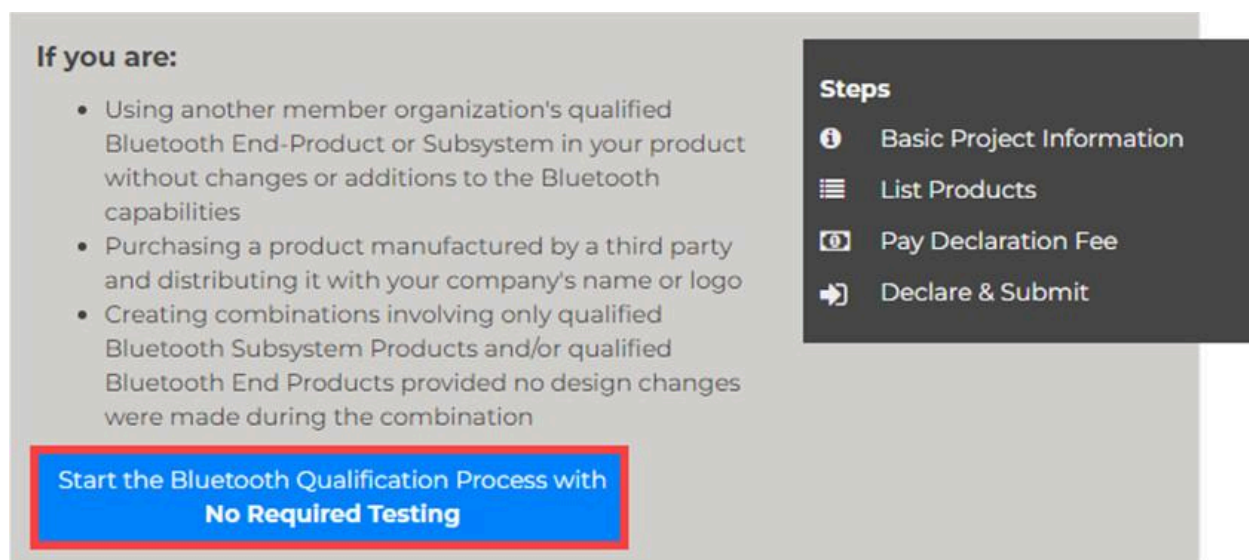 If you are:
• Using another member organization's qualified
Bluetooth End-Product or Subsystem in your product
without changes or additions to the Bluetooth
capabilities
• Purchasing a product manufactured by a third party
and distributing it with your company's name or logo
• Creating combinations involving only qualified
Bluetooth Subsystem Products and/or qualified
Bluetooth End Products provided no design changes
were made during the combination
Start the Bluetooth Qualification Process with
No Required Testing
Steps
Basic Project Information
List Products
Pay Declaration Fee
Declare & Submit